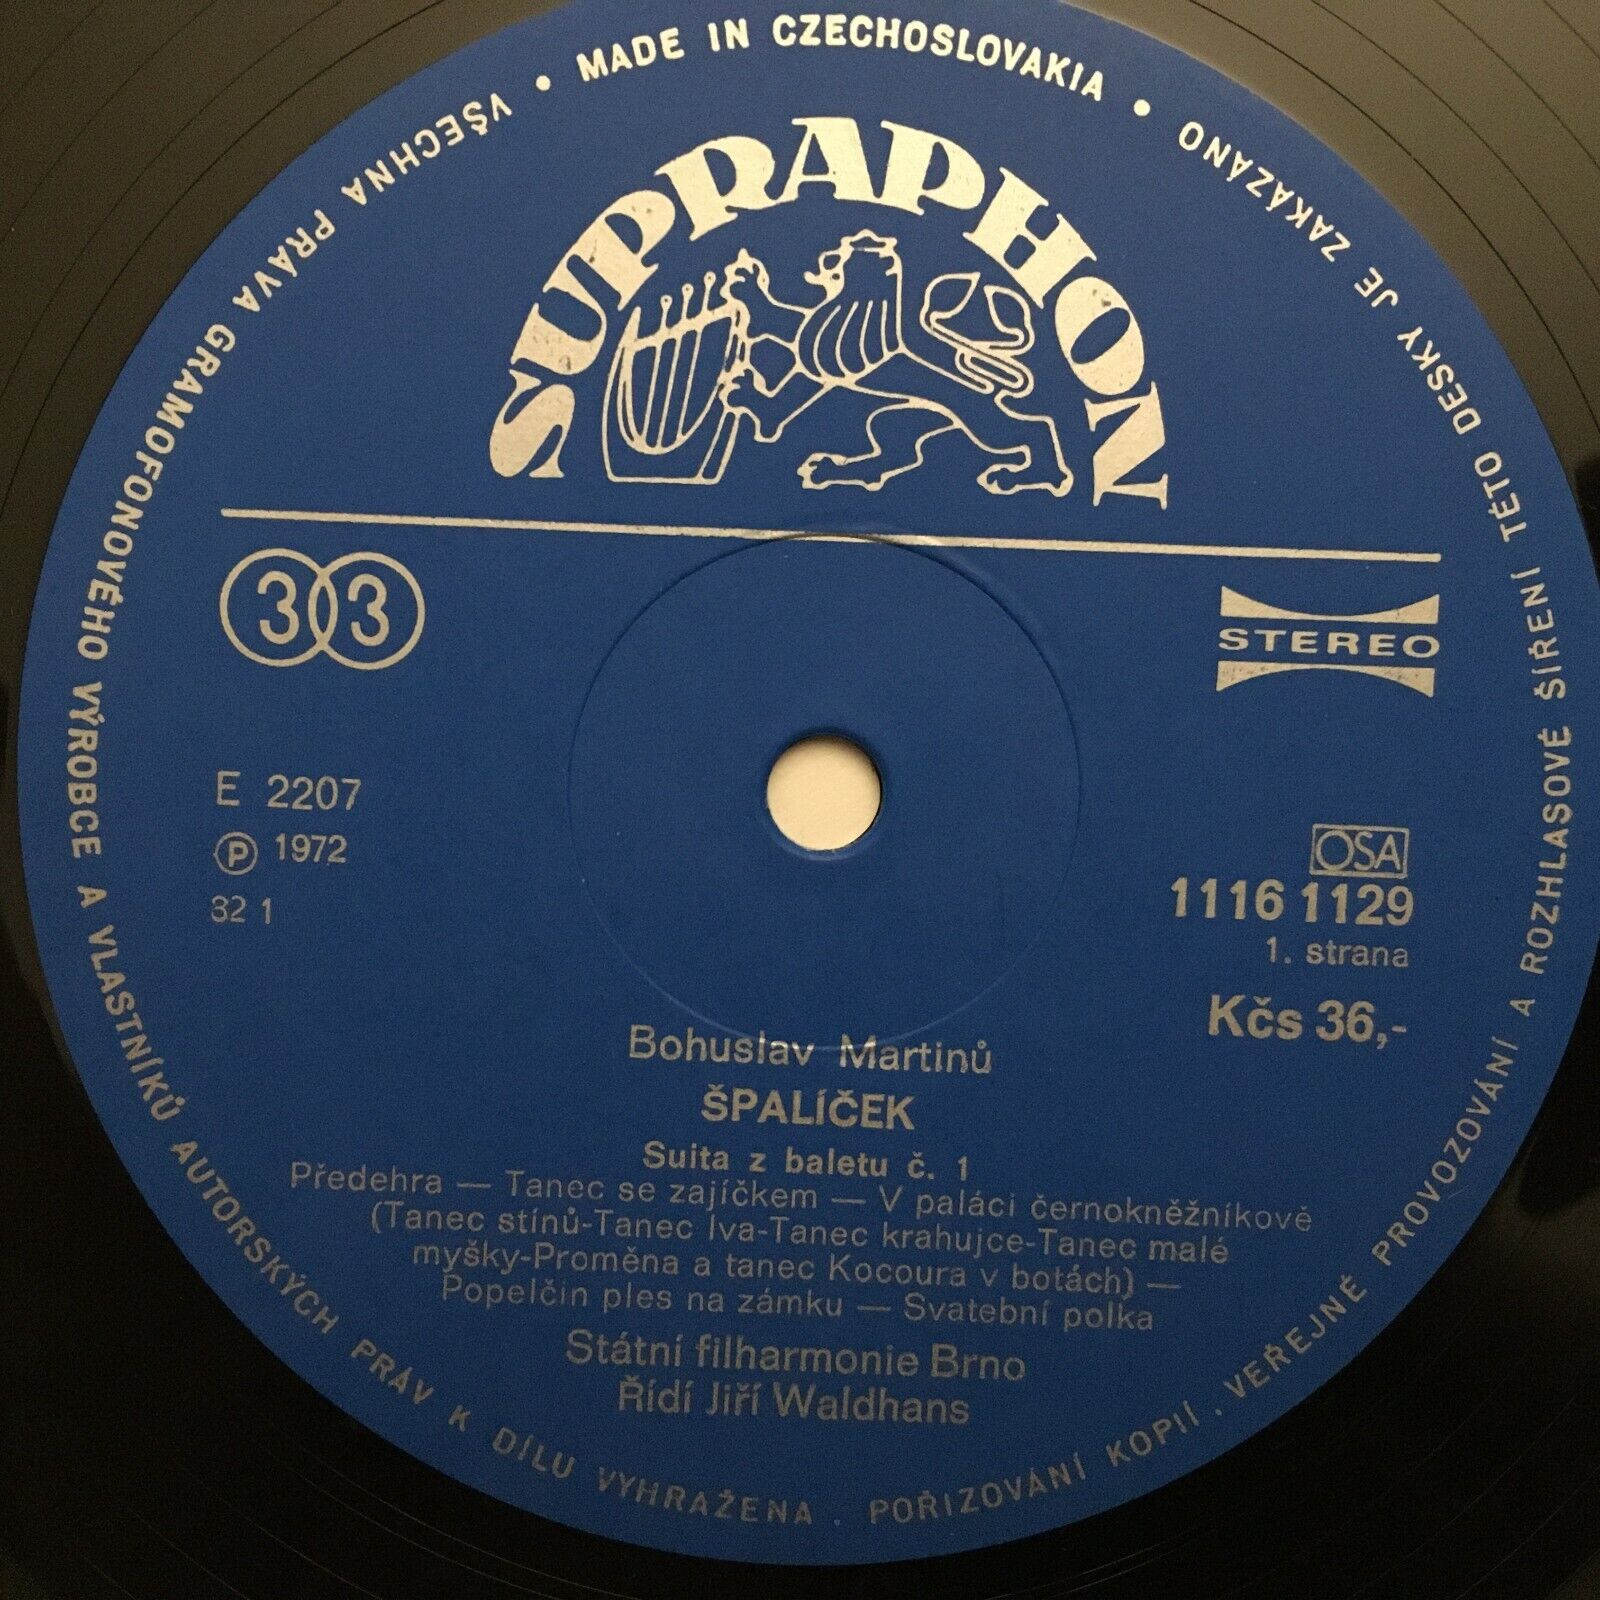 MADE IN CZECHOSLOVAKIA • ZAKÁZÁNO
VŠECHNA PRÁVA GRAMOFONOVÉHO VÝROBCE A VLASTNÍKŮ AUTORSKÝCH PRÁV K DÍLU VYHRAŽENA . POŘIZOVÁNÍ KOPIÍ . VEŘEJNÉ PROVOZOVÁNÍ A ROZHLASOVÉ ŠÍŘENÍ TÉTO DESKY JE
SUPRAPHON
33
STEREO
E 2207
P 1972
32 1
OSA
1116 1129
1. strana
Kčs 36,-
Bohuslav Martinů
ŠPALÍČEK
Suita z baletu č. 1
Předehra — Tanec se zajíčkem — V paláci černokněžníkově
(Tanec stínů-Tanec lva-Tanec krahujce-Tanec malé
myšky-Proměna a tanec Kocoura v botách) —
Popelčin ples na zámku — Svatební polka
Státní filharmonie Brno
Řídí Jiří Waldhans